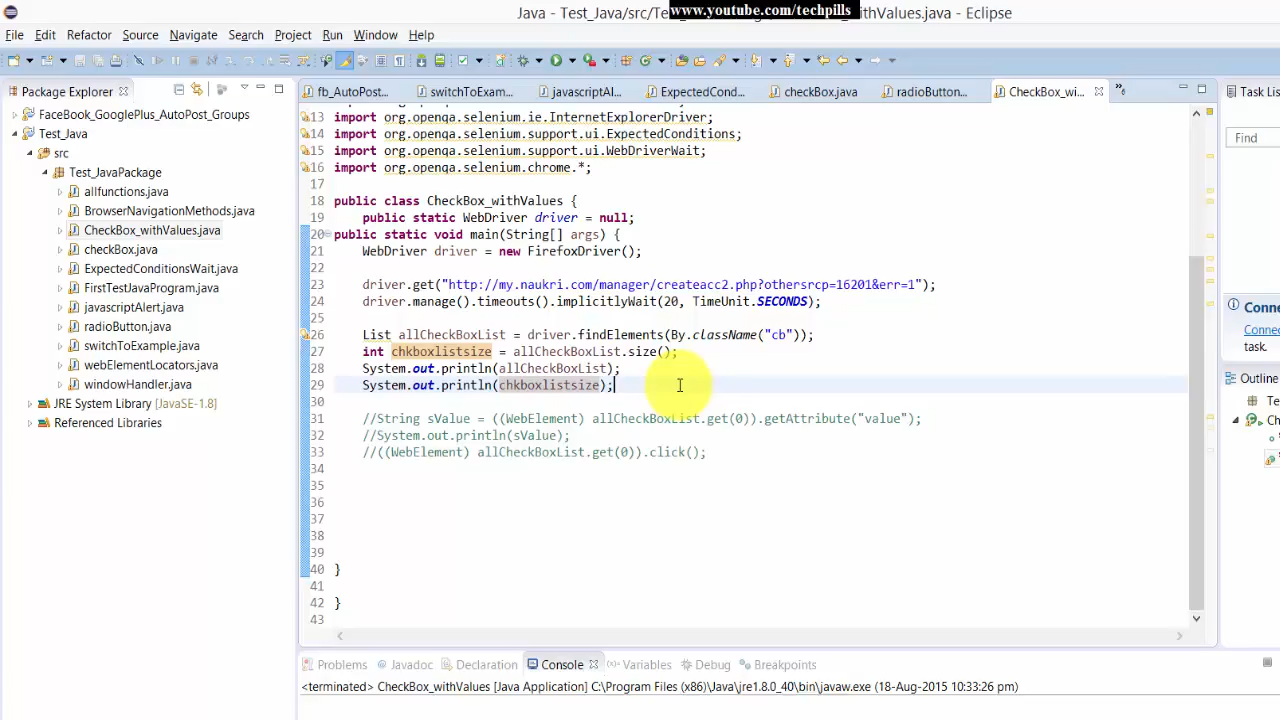 www.youtube.com/techpills
Java - Test_Java/src/Tes withValues.java - Eclipse
File Edit Refactor Source Navigate Search Project Run Window Help
Package Explorer
fb_AutoPost... switchToExam... javascriptAl... ExpectedCond... checkBox.java radioButton... CheckBox_wi... 6
Task List
FaceBook_GooglePlus_AutoPost_Groups
Test_Java
src
Test_JavaPackage
allfunctions.java
BrowserNavigationMethods.java
CheckBox_withValues.java
checkBox.java
ExpectedConditionsWait.java
FirstTestJavaProgram.java
javascriptAlert.java
radioButton.java
switchToExample.java
webElementLocators.java
windowHandler.java
JRE System Library [JavaSE-1.8]
Referenced Libraries
13 import org.openqa.selenium.ie.InternetExplorerDriver;
14 import org.openqa.selenium.support.ui.ExpectedConditions;
15 import org.openqa.selenium.support.ui.WebDriverWait;
16 import org.openqa.selenium.chrome.*;
17
18 public class CheckBox_withValues {
19 public static WebDriver driver = null;
20 public static void main(String[] args) {
21 WebDriver driver = new FirefoxDriver();
22
23 driver.get("http://my.naukri.com/manager/createacc2.php?othersrcp=16201&err=1");
24 driver.manage().timeouts().implicitlyWait(20, TimeUnit.SECONDS);
25
26 List allCheckBoxList = driver.findElements(By.className("cb"));
27 int chkboxlistsize = allCheckBoxList.size();
28 System.out.println(allCheckBoxList);
29 System.out.println(chkboxlistsize);
30
31 //String sValue = ((WebElement) allCheckBoxList.get(0)).getAttribute("value");
32 //System.out.println(sValue);
33 //((WebElement) allCheckBoxList.get(0)).click();
34
35
36
37
38
39
40 }
41
42 }
43
Find
Conne
Connec
task.
Outline
Te
Ch
Problems Javadoc Declaration Console Variables Debug Breakpoints
<terminated> CheckBox_withValues [Java Application] C:\Program Files (x86)\Java\jre1.8.0_40\bin\javaw.exe (18-Aug-2015 10:33:26 pm)